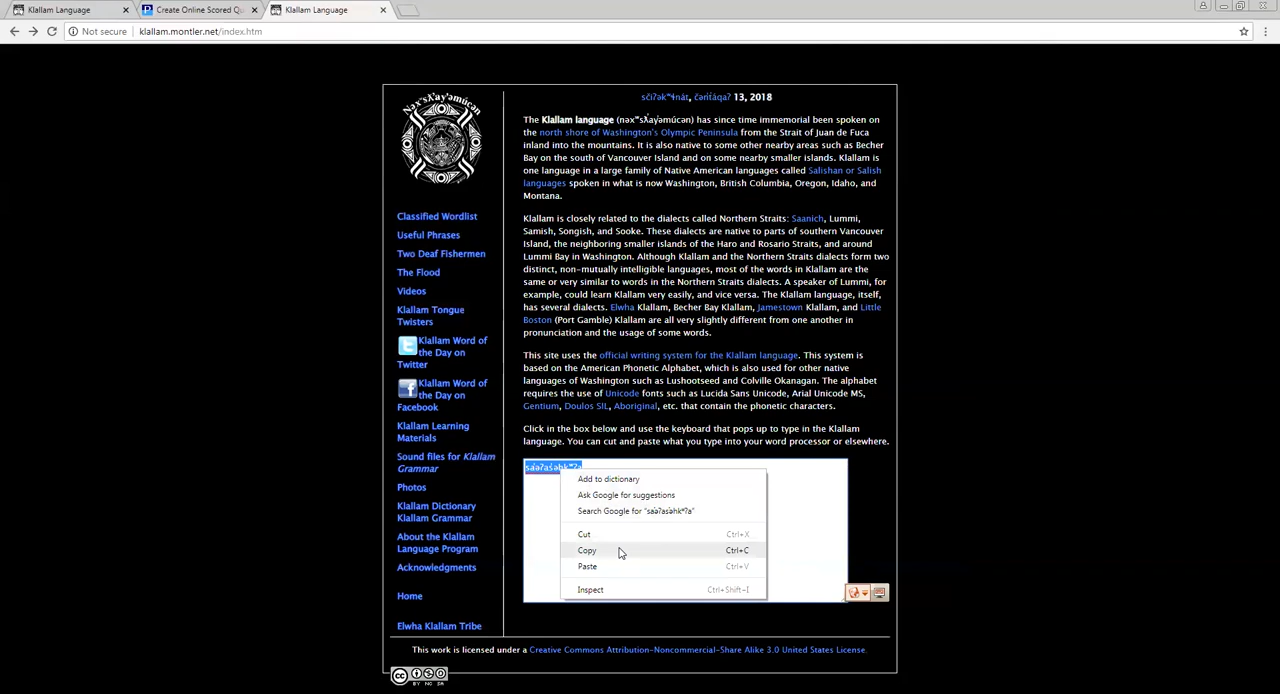 Klallam Language
Create Online Scored Qu
Klallam Language
Not secure
klallam.montler.net/index.htm
13, 2018
The Klallam language (nəxʷsƛ̕ay̕əmúcən) has since time immemorial been spoken on
the north shore of Washington's Olympic Peninsula from the Strait of Juan de Fuca
inland into the mountains. It is also native to some other nearby areas such as Becher
Bay on the south of Vancouver Island and on some nearby smaller islands. Klallam is
one language in a large family of Native American languages called Salishan or Salish
languages spoken in what is now Washington, British Columbia, Oregon, Idaho, and
Montana.
Klallam is closely related to the dialects called Northern Straits: Saanich, Lummi,
Samish, Songish, and Sooke. These dialects are native to parts of southern Vancouver
Island, the neighboring smaller islands of the Haro and Rosario Straits, and around
Lummi Bay in Washington. Although Klallam and the Northern Straits dialects form two
distinct, non-mutually intelligible languages, most of the words in Klallam are the
same or very similar to words in the Northern Straits dialects. A speaker of Lummi, for
example, could learn Klallam very easily, and vice versa. The Klallam language, itself,
has several dialects. Elwha Klallam, Becher Bay Klallam, Jamestown Klallam, and Little
Boston (Port Gamble) Klallam are all very slightly different from one another in
pronunciation and the usage of some words.
This site uses the official writing system for the Klallam language. This system is
based on the American Phonetic Alphabet, which is also used for other native
languages of Washington such as Lushootseed and Colville Okanagan. The alphabet
requires the use of Unicode fonts such as Lucida Sans Unicode, Arial Unicode MS,
Gentium, Doulos SIL, Aboriginal, etc. that contain the phonetic characters.
Click in the box below and use the keyboard that pops up to type in the Klallam
language. You can cut and paste what you type into your word processor or elsewhere.
Add to dictionary
Ask Google for suggestions
Search Google for
Cut Ctrl+X
Copy Ctrl+C
Paste Ctrl+V
Inspect Ctrl+Shift+I
Classified Wordlist
Useful Phrases
Two Deaf Fishermen
The Flood
Videos
Klallam Tongue
Twisters
Klallam Word of
the Day on
Twitter
Klallam Word of
the Day on
Facebook
Klallam Learning
Materials
Sound files for Klallam
Grammar
Photos
Klallam Dictionary
Klallam Grammar
About the Klallam
Language Program
Acknowledgments
Home
Elwha Klallam Tribe
This work is licensed under a Creative Commons Attribution-Noncommercial-Share Alike 3.0 United States License.
BY NC SA